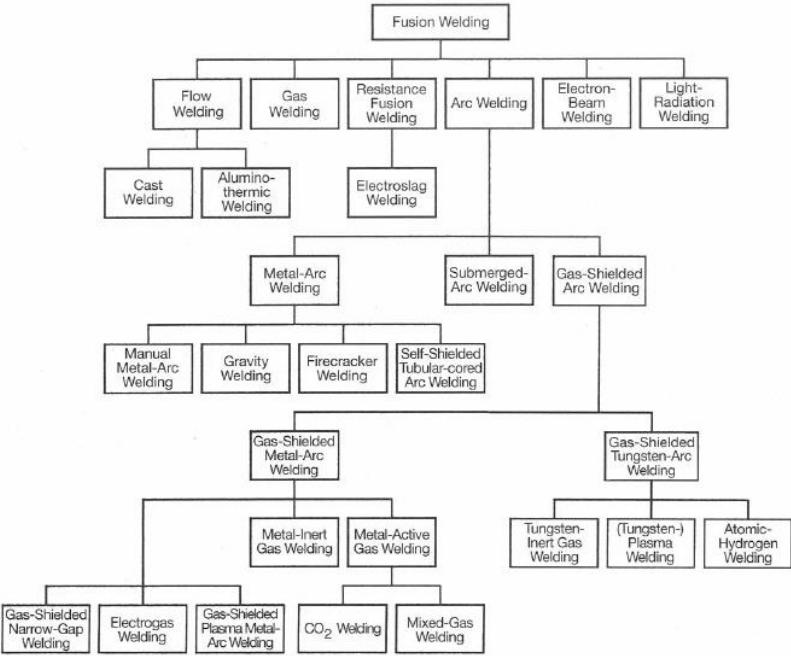 Fusion Welding
Flow
Welding
Gas
Welding
Resistance
Fusion
Welding
Arc Welding
Electron-
Beam
Welding
Light-
Radiation
Welding
Cast
Welding
Alumino-
thermic
Welding
Electroslag
Welding
Metal-Arc
Welding
Submerged-
Arc Welding
Gas-Shielded
Arc Welding
Manual
Metal-Arc
Welding
Gravity
Welding
Firecracker
Welding
Self-Shielded
Tubular-cored
Arc Welding
Gas-Shielded
Metal-Arc
Welding
Gas-Shielded
Tungsten-Arc
Welding
Metal-Inert
Gas Welding
Metal-Active
Gas Welding
Tungsten-
Inert Gas
Welding
(Tungsten-)
Plasma
Welding
Atomic-
Hydrogen
Welding
Gas-Shielded
Narrow-Gap
Welding
Electrogas
Welding
Gas-Shielded
Plasma Metal-
Arc Welding
CO2 Welding
Mixed-Gas
Welding